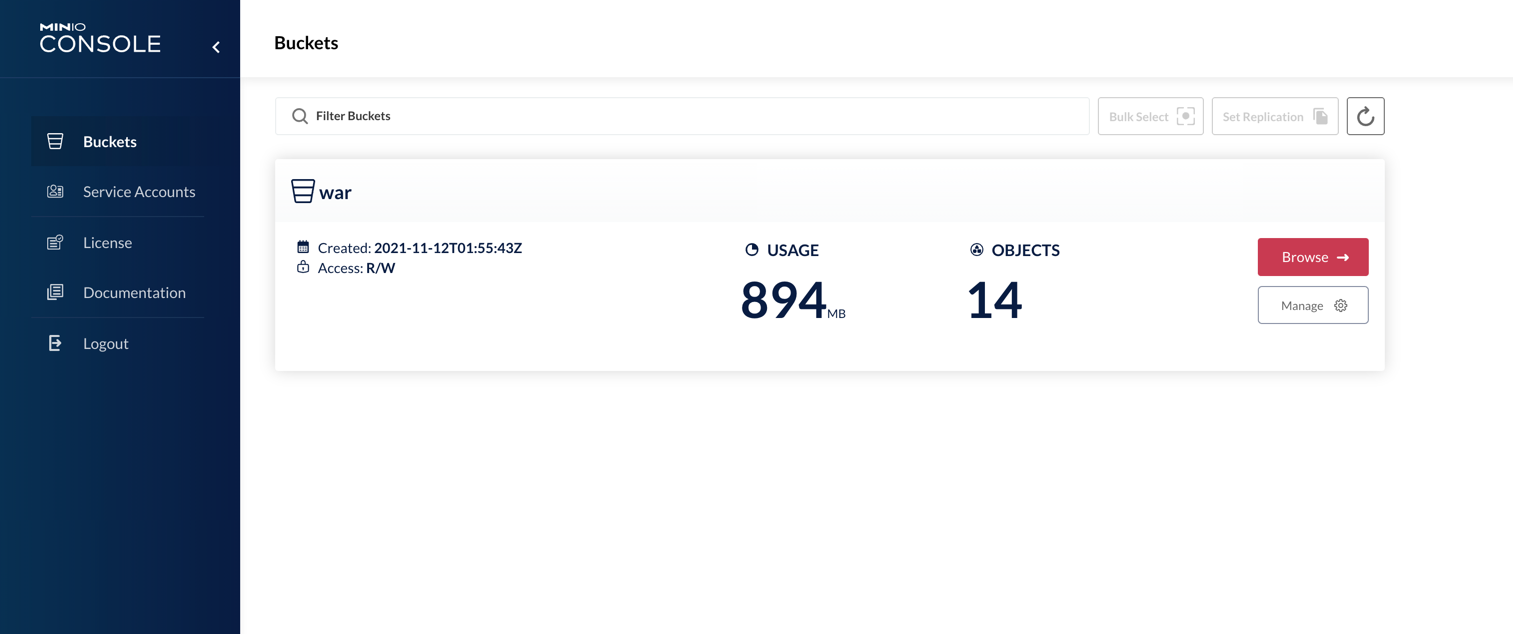 MINIO
CONSOLE
Buckets
Service Accounts
License
Documentation
Logout
Buckets
Filter Buckets
Bulk Select
Set Replication
war
Created: 2021-11-12T01:55:43Z
Access: R/W
USAGE
894MB
OBJECTS
14
Browse
Manage